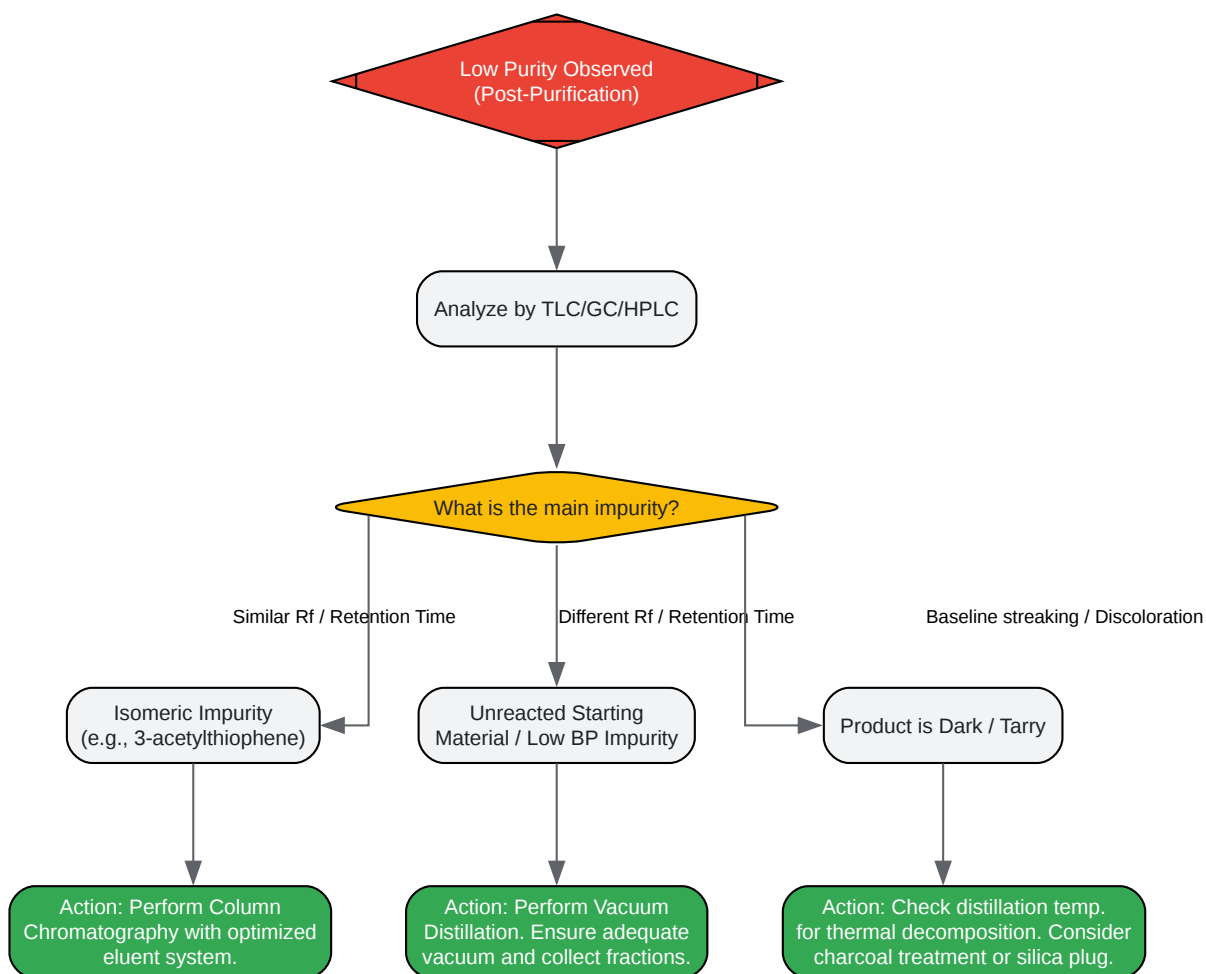 Low Purity Observed
(Post-Purification)
Analyze by TLC/GC/HPLC
What is the main impurity?
Similar Rf / Retention Time
Different Rf / Retention Time
Baseline streaking / Discoloration
Isomeric Impurity
(e.g., 3-acetylthiophene)
Unreacted Starting
Material / Low BP Impurity
Product is Dark / Tarry
Action: Perform Column
Chromatography with optimized
eluent system.
Action: Perform Vacuum
Distillation. Ensure adequate
vacuum and collect fractions.
Action: Check distillation temp.
for thermal decomposition. Consider
charcoal treatment or silica plug.